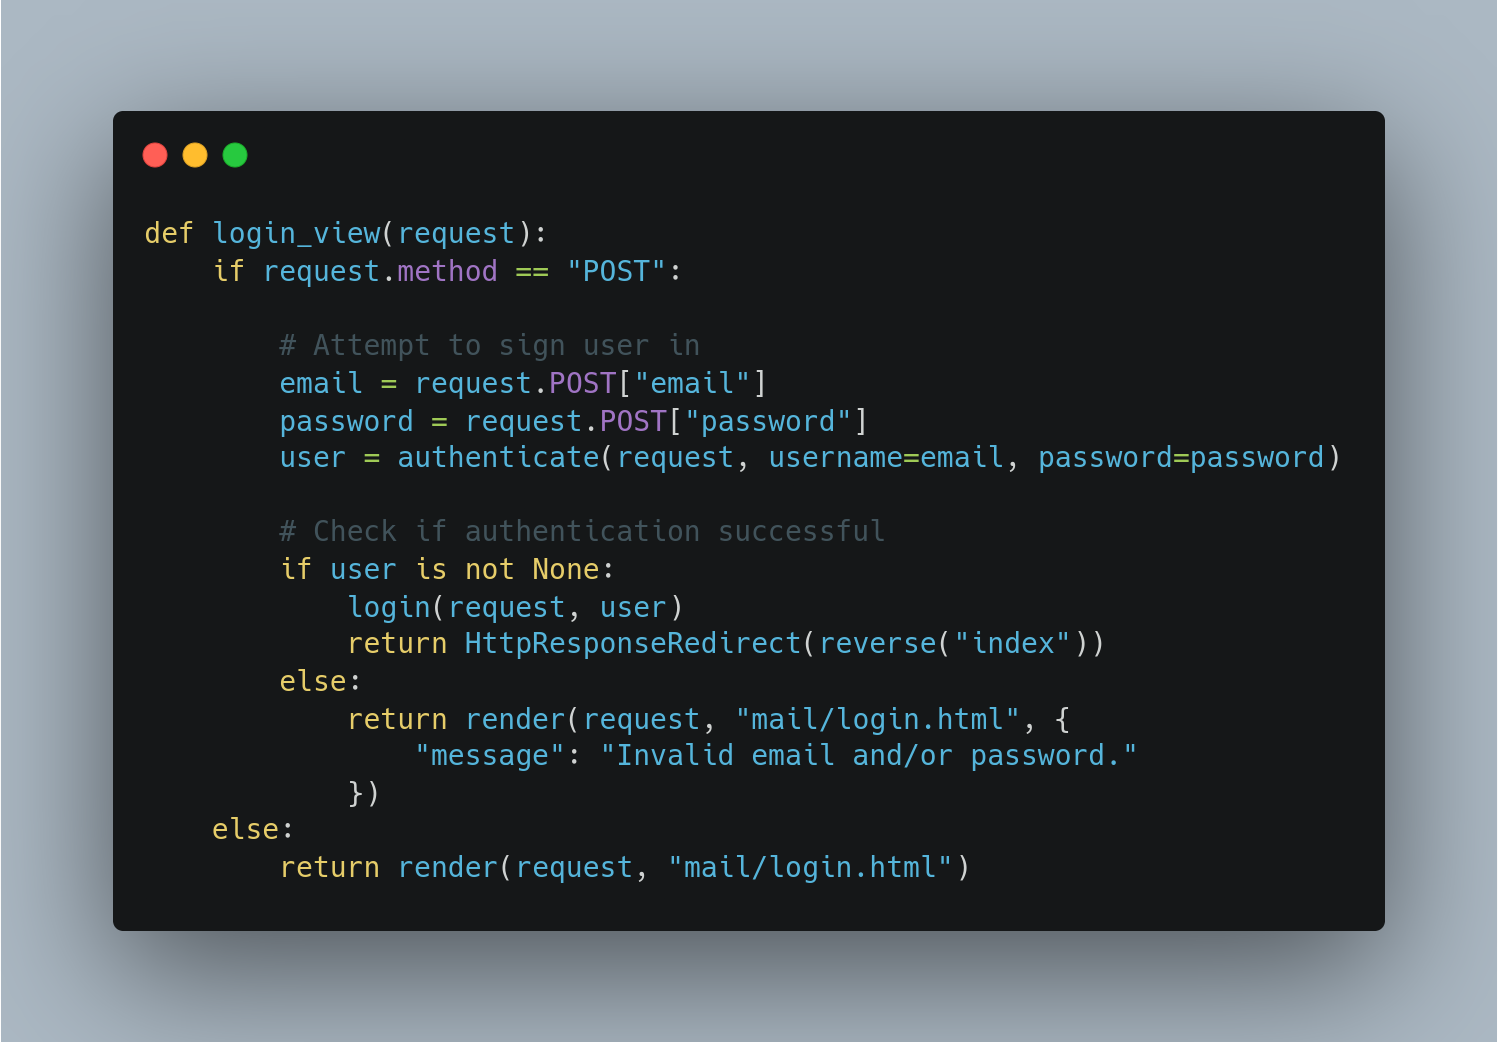 def login_view(request):
    if request.method == "POST":

        # Attempt to sign user in
        email = request.POST["email"]
        password = request.POST["password"]
        user = authenticate(request, username=email, password=password)

        # Check if authentication successful
        if user is not None:
            login(request, user)
            return HttpResponseRedirect(reverse("index"))
        else:
            return render(request, "mail/login.html", {
                "message": "Invalid email and/or password."
            })
    else:
        return render(request, "mail/login.html")